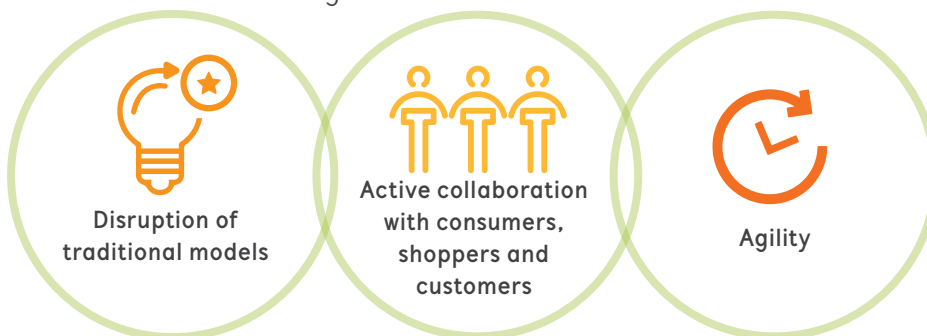 Disruption of
traditional models
Active collaboration
with consumers,
shoppers and
customers
Agility